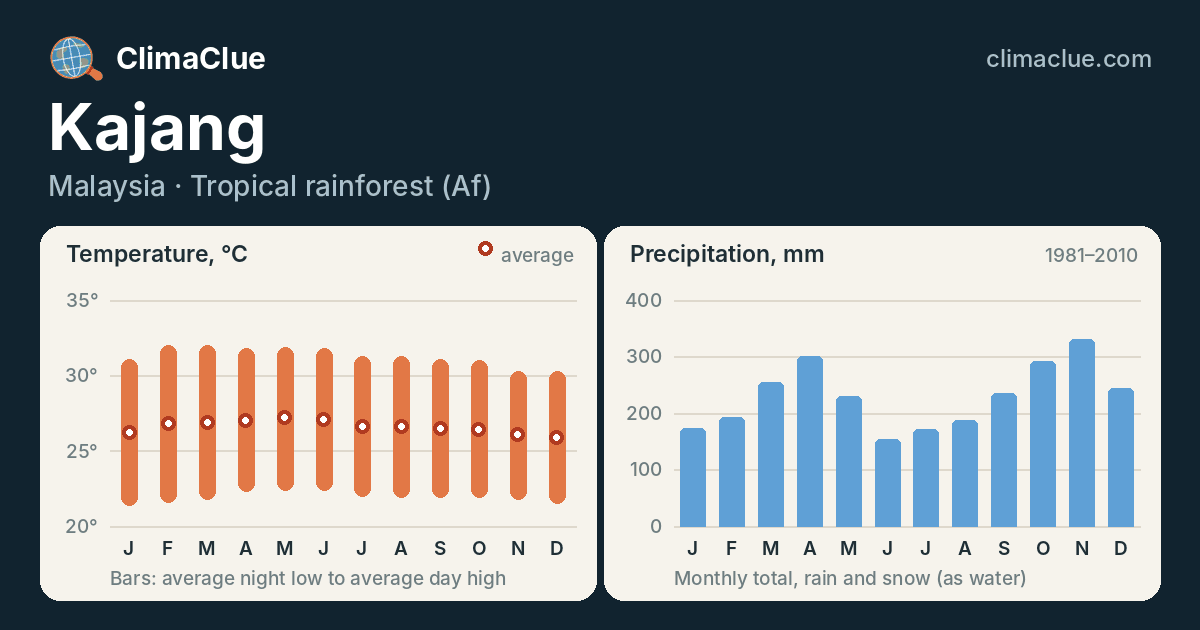 ClimaClue
climaclue.com
Kajang
Malaysia · Tropical rainforest (Af)
Temperature, °C
average
35°
30°
25°
20°
J F M A M J J A S O N D
Bars: average night low to average day high
Precipitation, mm
1981–2010
400
300
200
100
0
J F M A M J J A S O N D
Monthly total, rain and snow (as water)